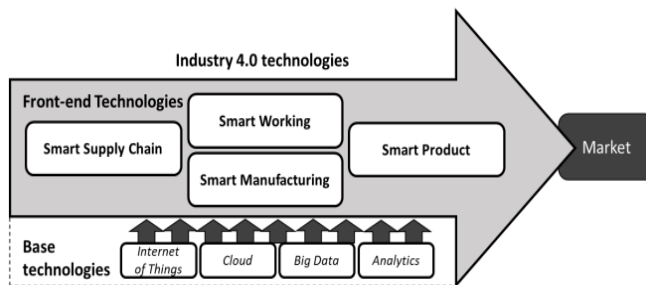 Industry 4.0 technologies
Front-end Technologies
Smart Supply Chain
Smart Working
Smart Manufacturing
Smart Product
Market
Base
technologies
Internet
of Things
Cloud
Big Data
Analytics